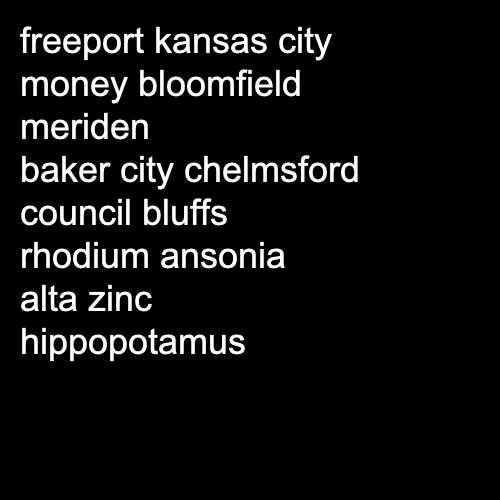 freeport kansas city
money bloomfield
meriden
baker city chelmsford
council bluffs
rhodium ansonia
alta zinc
hippopotamus